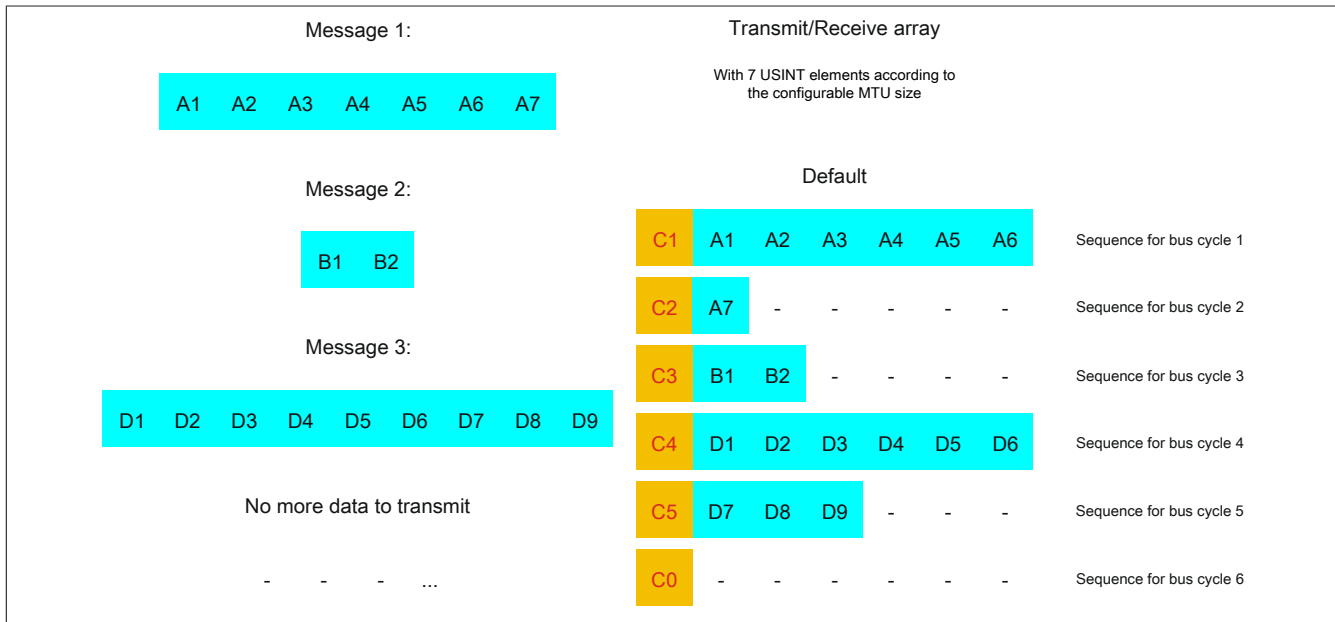 Message 1:
A1 A2 A3 A4 A5 A6 A7
Message 2:
B1 B2
Message 3:
D1 D2 D3 D4 D5 D6 D7 D8 D9
No more data to transmit
- - - ...
Transmit/Receive array
With 7 USINT elements according to
the configurable MTU size
Default
C1 A1 A2 A3 A4 A5 A6 Sequence for bus cycle 1
C2 A7 - - - - - Sequence for bus cycle 2
C3 B1 B2 - - - - Sequence for bus cycle 3
C4 D1 D2 D3 D4 D5 D6 Sequence for bus cycle 4
C5 D7 D8 D9 - - - Sequence for bus cycle 5
C0 - - - - - - Sequence for bus cycle 6